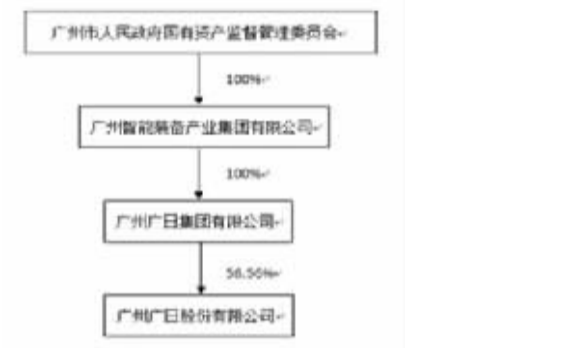 广州市人民政府国有资产监督管理委员会
100%
广州智能装备产业集团有限公司
100%
广州广日集团有限公司
56.56%
广州广日股份有限公司